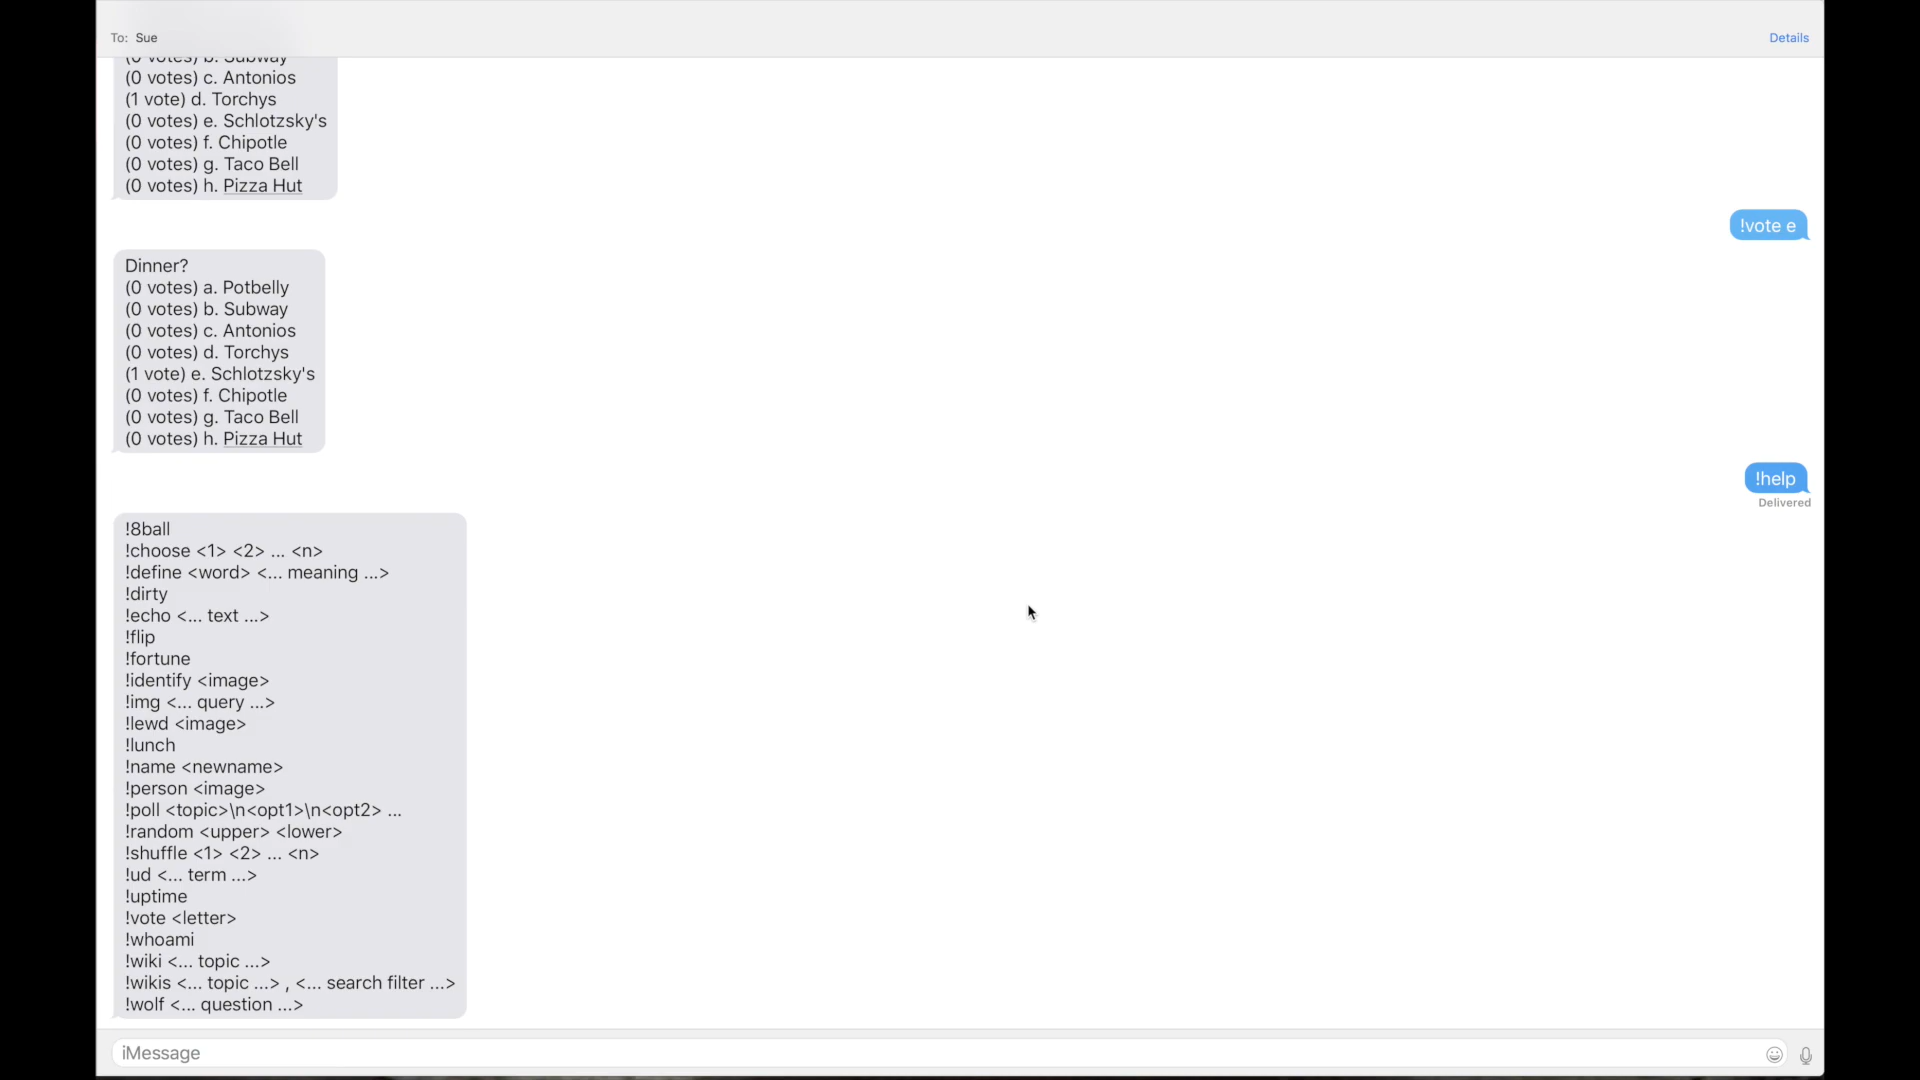 To: Sue
Details
(0 votes) b. Subway
(0 votes) c. Antonios
(1 vote) d. Torchys
(0 votes) e. Schlotzsky's
(0 votes) f. Chipotle
(0 votes) g. Taco Bell
(0 votes) h. Pizza Hut
!vote e
Dinner?
(0 votes) a. Potbelly
(0 votes) b. Subway
(0 votes) c. Antonios
(0 votes) d. Torchys
(1 vote) e. Schlotzsky's
(0 votes) f. Chipotle
(0 votes) g. Taco Bell
(0 votes) h. Pizza Hut
!help
Delivered
!8ball
!choose <1> <2> ... <n>
!define <word> <... meaning ...>
!dirty
!echo <... text ...>
!flip
!fortune
!identify <image>
!img <... query ...>
!lewd <image>
!lunch
!name <newname>
!person <image>
!poll <topic>\n<opt1>\n<opt2> ...
!random <upper> <lower>
!shuffle <1> <2> ... <n>
!ud <... term ...>
!uptime
!vote <letter>
!whoami
!wiki <... topic ...>
!wikis <... topic ...> , <... search filter ...>
!wolf <... question ...>
iMessage